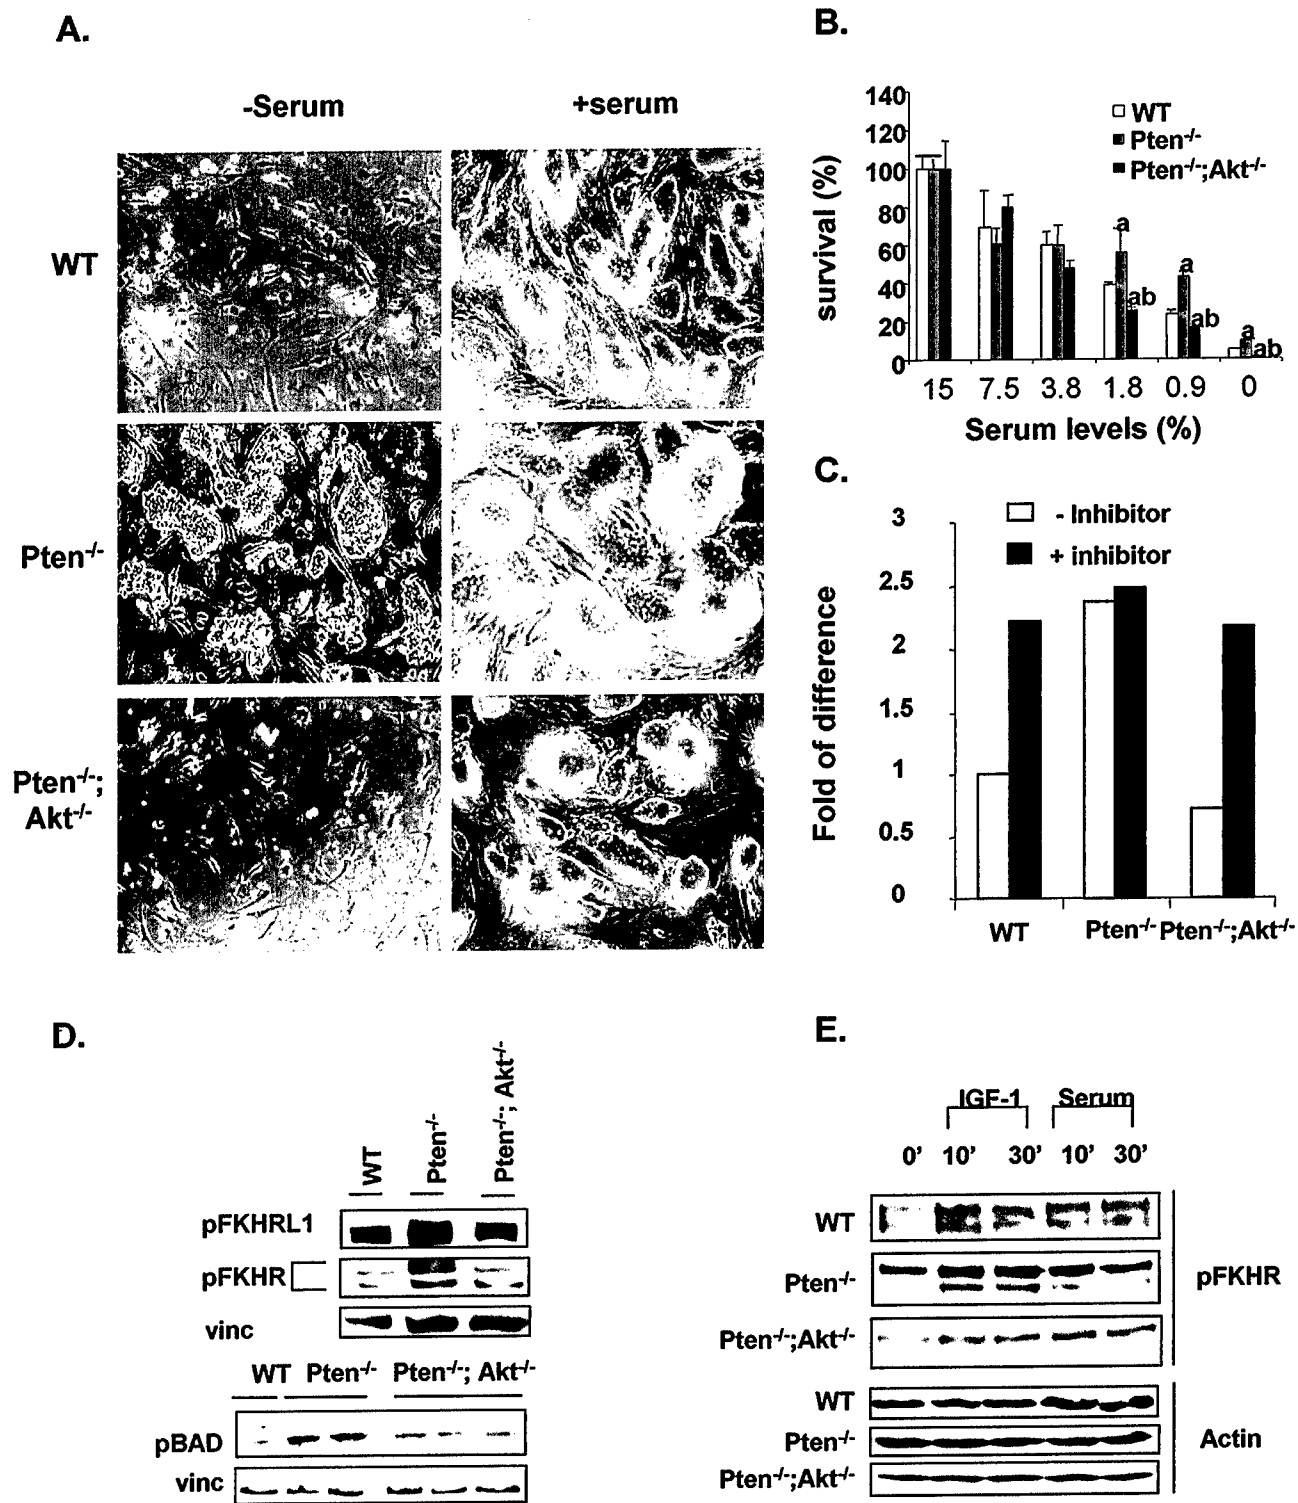 A.
-Serum +serum
WT
Pten-/-
Pten-/-;
Akt-/-
B.
140
120
100
80
60
40
20
0
survival (%)
WT
Pten-/-
Pten-/-;Akt-/-
a
ab
a
ab
a
ab
15 7.5 3.8 1.8 0.9 0
Serum levels (%)
C.
3
2.5
2
1.5
1
0.5
0
Fold of difference
- Inhibitor
+ inhibitor
WT Pten-/- Pten-/-;Akt-/-
D.
WT Pten-/- Pten-/-; Akt-/-
pFKHRL1
pFKHR
vinc
WT Pten-/- Pten-/-; Akt-/-
pBAD
vinc
E.
IGF-1 Serum
0' 10' 30' 10' 30'
WT
Pten-/-
Pten-/-;Akt-/-
pFKHR
WT
Pten-/-
Pten-/-;Akt-/-
Actin